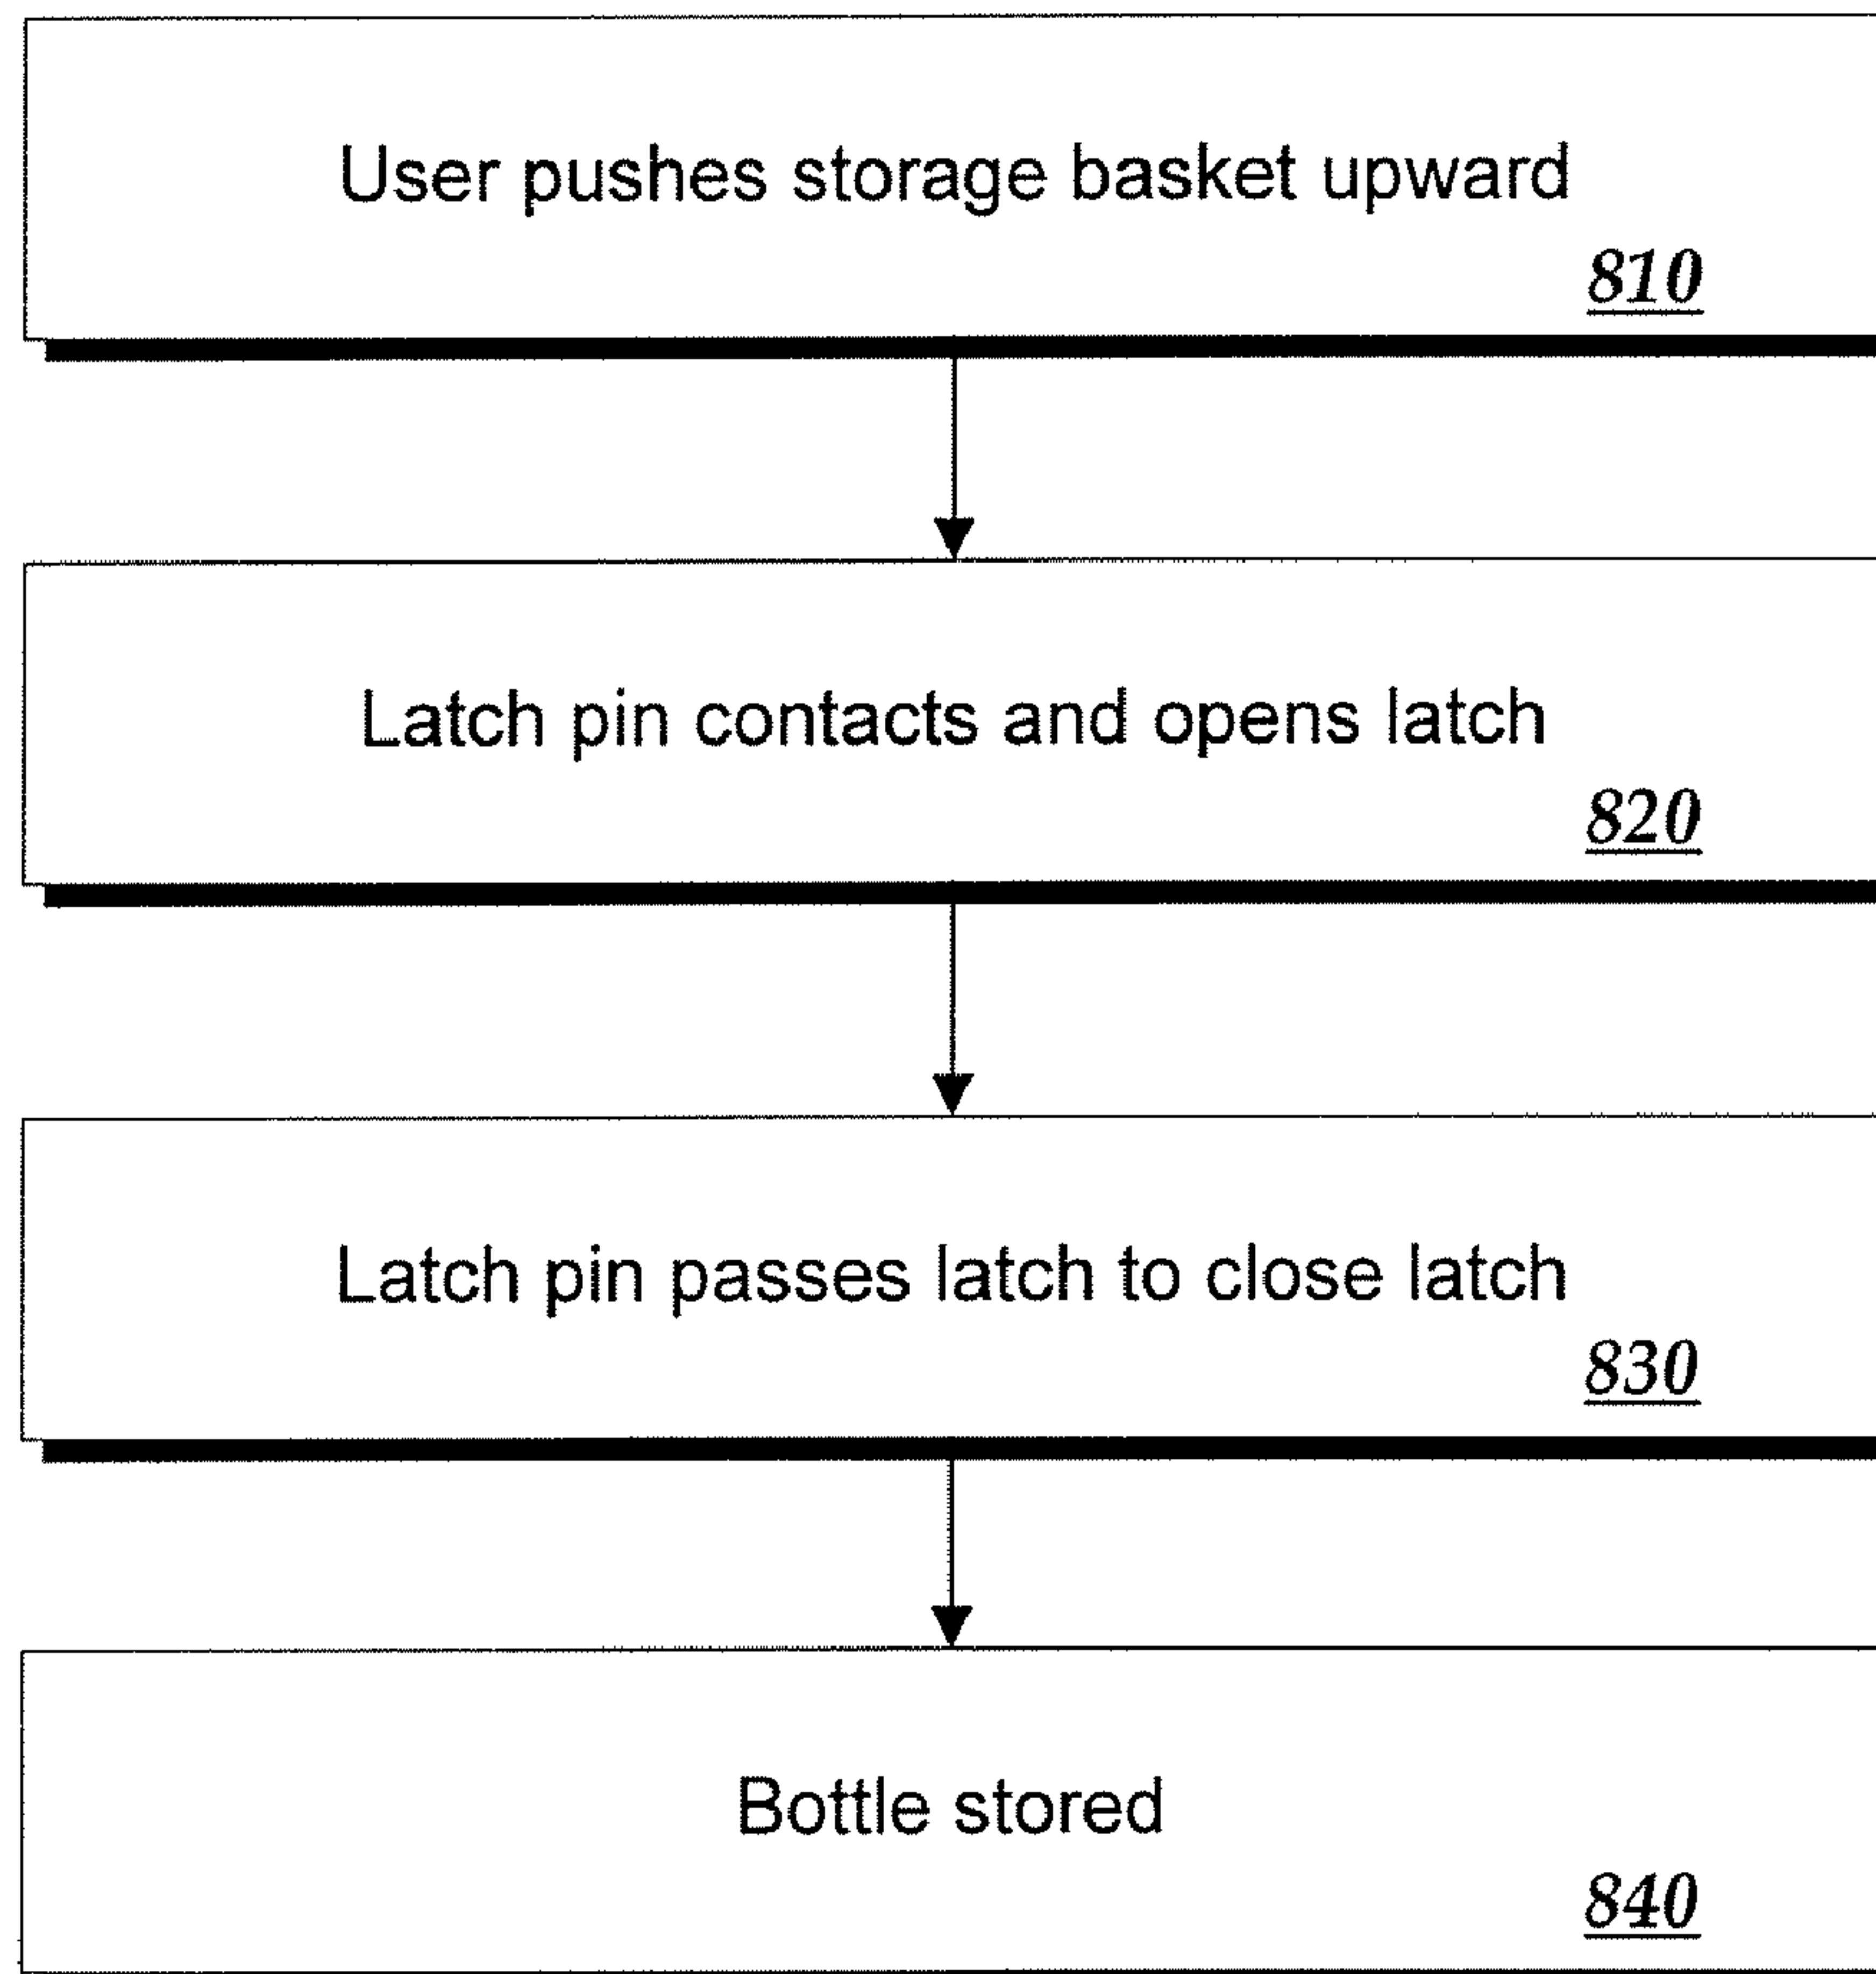 User pushes storage basket upward
810
Latch pin contacts and opens latch
820
Latch pin passes latch to close latch
830
Bottle stored
840